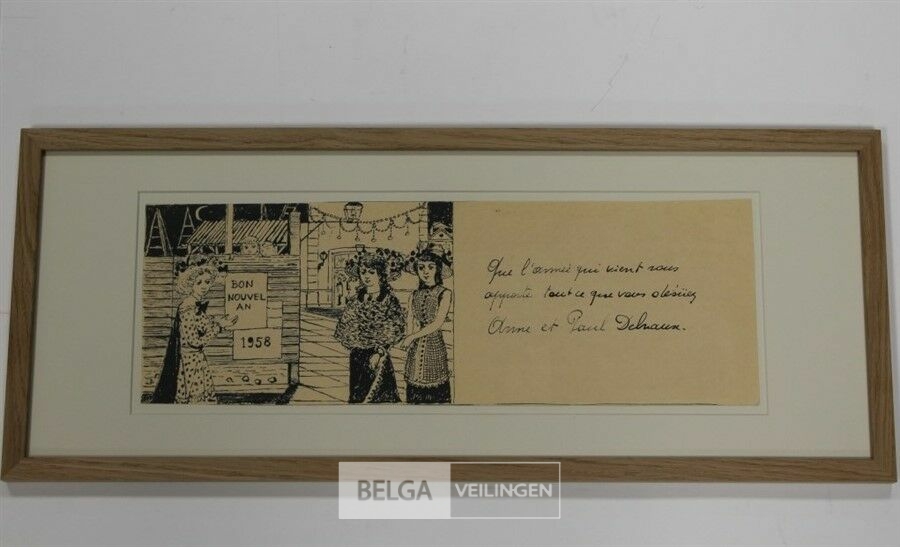 BON
NOUVEL
AN
1958
Que l'année qui vient vous
apporte tout ce que vous désirez
Anne et Paul Delvaux.
BELGA VEILINGEN